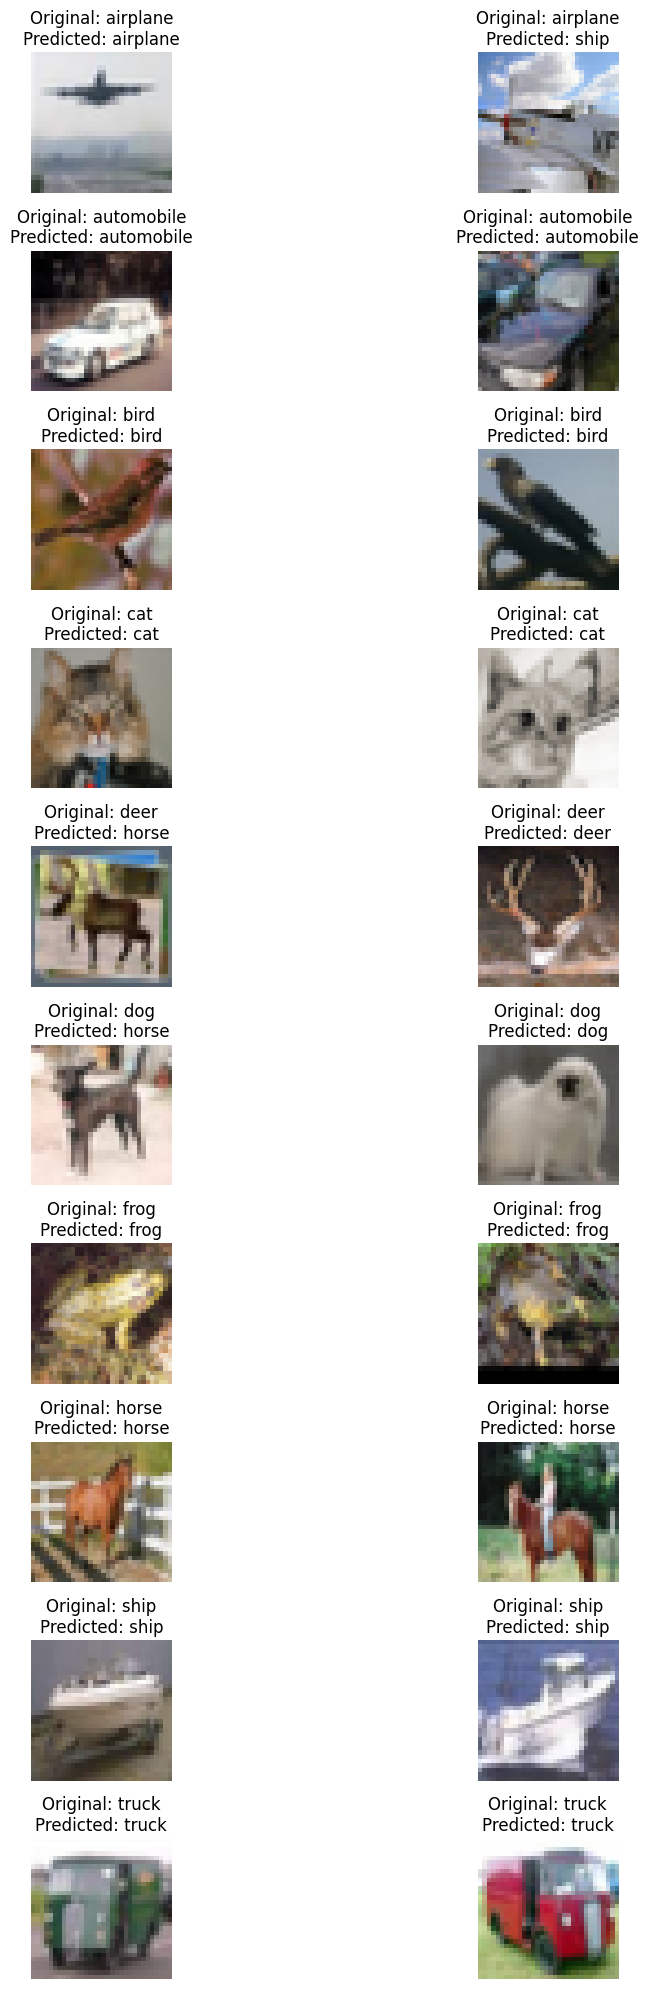 Original: airplane
Predicted: airplane
Original: airplane
Predicted: ship
Original: automobile
Predicted: automobile
Original: automobile
Predicted: automobile
Original: bird
Predicted: bird
Original: bird
Predicted: bird
Original: cat
Predicted: cat
Original: cat
Predicted: cat
Original: deer
Predicted: horse
Original: deer
Predicted: deer
Original: dog
Predicted: horse
Original: dog
Predicted: dog
Original: frog
Predicted: frog
Original: frog
Predicted: frog
Original: horse
Predicted: horse
Original: horse
Predicted: horse
Original: ship
Predicted: ship
Original: ship
Predicted: ship
Original: truck
Predicted: truck
Original: truck
Predicted: truck